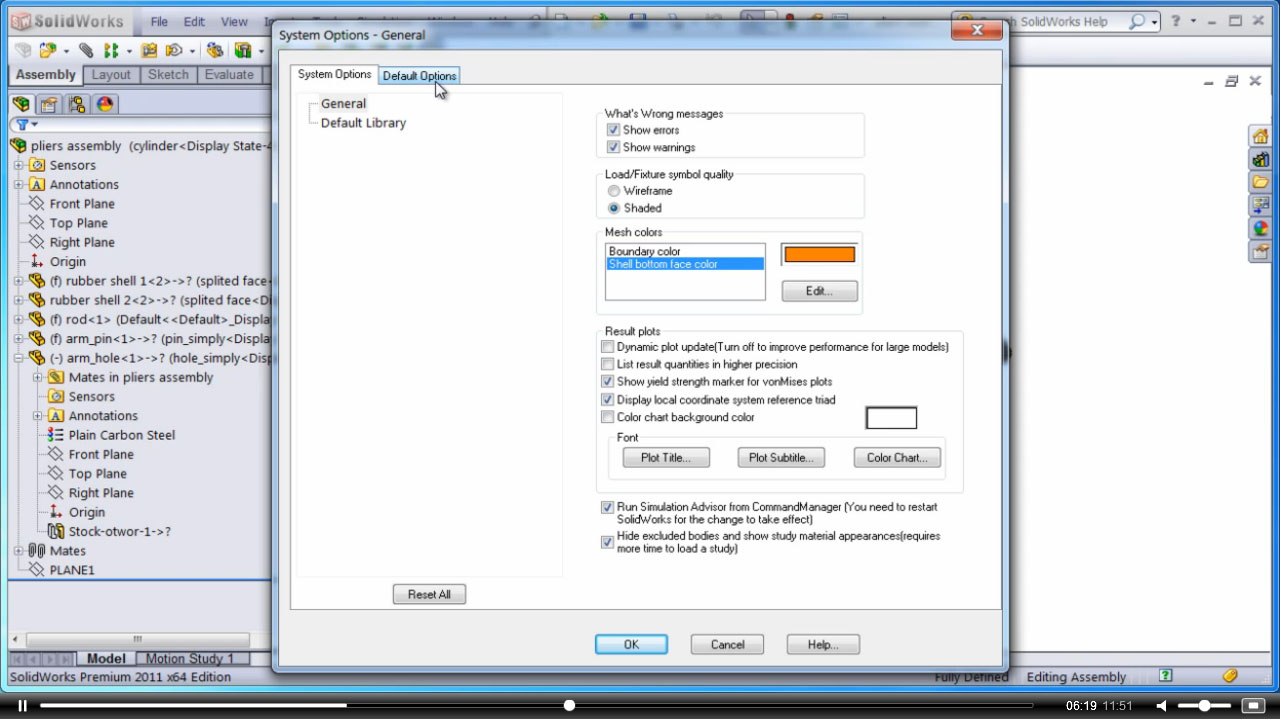 SolidWorks File Edit View
Search SolidWorks Help
System Options - General
Assembly Layout Sketch Evaluate
System Options Default Options
General
Default Library
What's Wrong messages
Show errors
Show warnings
Load/Fixture symbol quality
Wireframe
Shaded
Mesh colors
Boundary color
Shell bottom face color
Edit...
Result plots
Dynamic plot update(Turn off to improve performance for large models)
List result quantities in higher precision
Show yield strength marker for vonMises plots
Display local coordinate system reference triad
Color chart background color
Font
Plot Title... Plot Subtitle... Color Chart...
Run Simulation Advisor from CommandManager (You need to restart
SolidWorks for the change to take effect)
Hide excluded bodies and show study material appearances(requires
more time to load a study)
Reset All
OK Cancel Help...
pliers assembly (cylinder<Display State-4
Sensors
Annotations
Front Plane
Top Plane
Right Plane
Origin
(f) rubber shell 1<2>->? (splited face<
rubber shell 2<2>->? (splited face<Di
(f) rod<1> (Default<<Default>_Displa
(f) arm_pin<1>->? (pin_simply<Displa
(-) arm_hole<1>->? (hole_simply<Disp
Mates in pliers assembly
Sensors
Annotations
Plain Carbon Steel
Front Plane
Top Plane
Right Plane
Origin
Stock-otwor-1->?
Mates
PLANE1
Model Motion Study 1
SolidWorks Premium 2011 x64 Edition
Fully Defined Editing Assembly
06:19 11:51